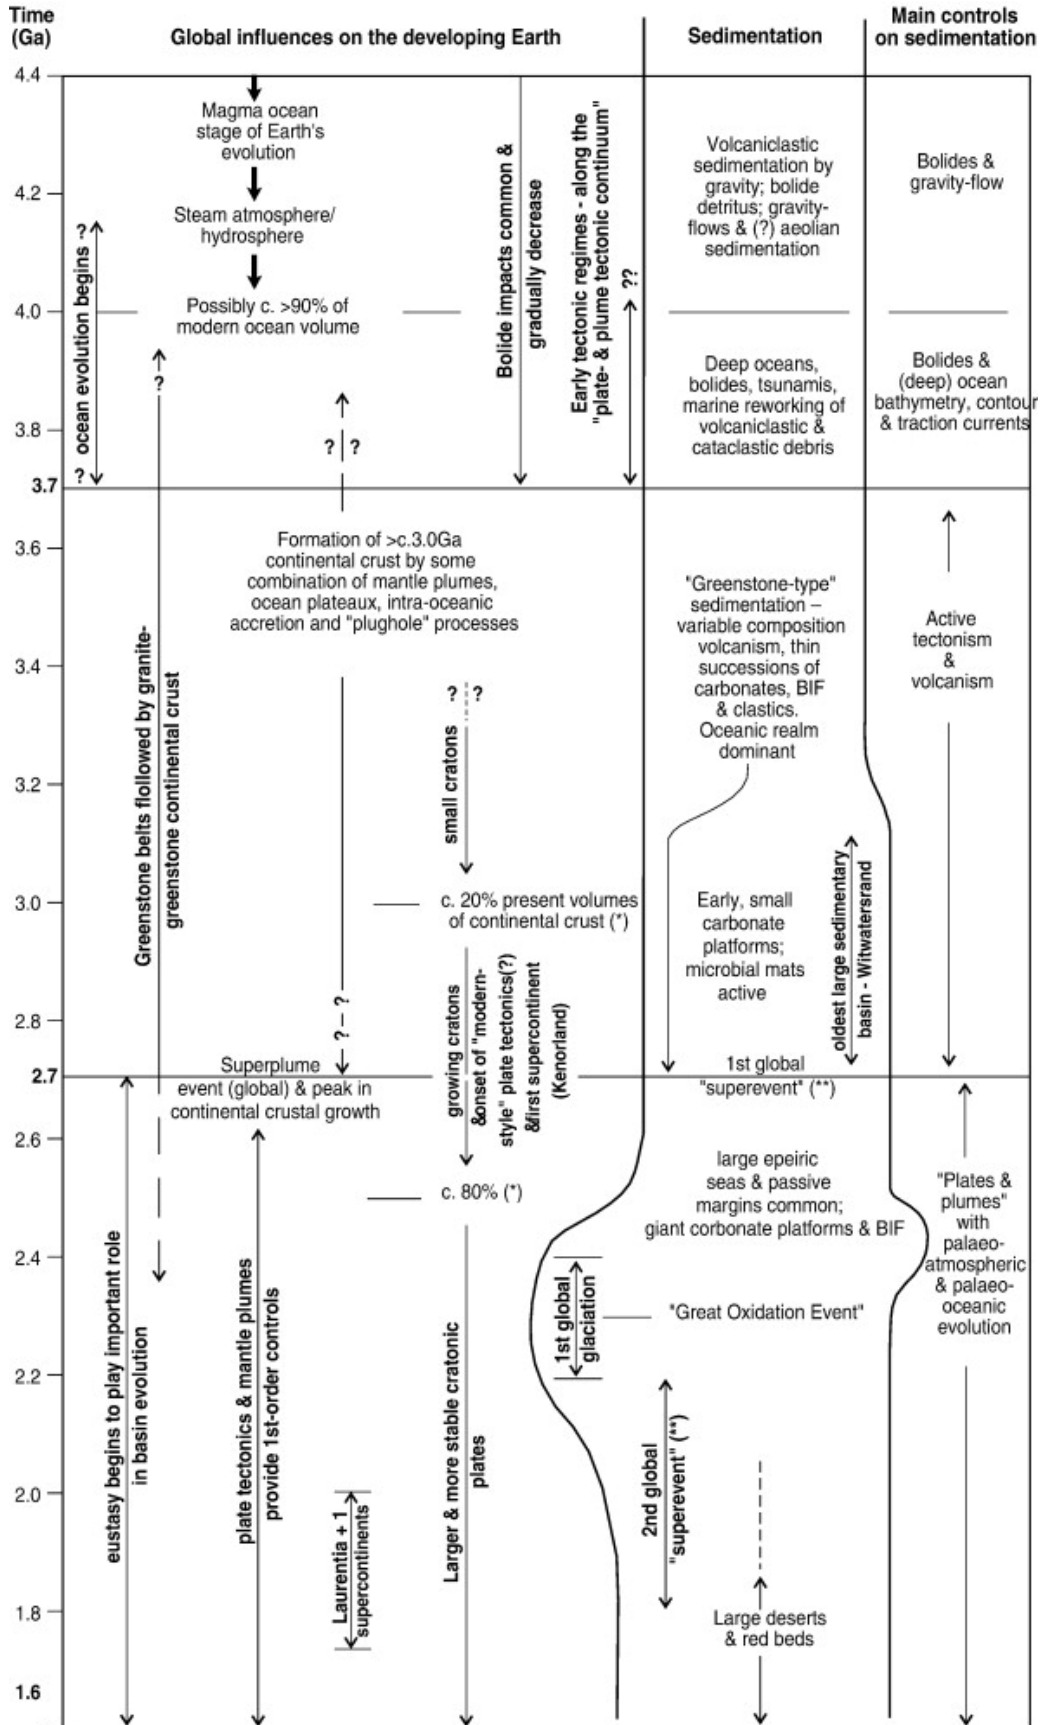 Time
(Ga)
Global influences on the developing Earth
Sedimentation
Main controls
on sedimentation
4.4
4.2
4.0
3.8
3.7
3.6
3.4
3.2
3.0
2.8
2.7
2.6
2.4
2.2
2.0
1.8
1.6
Magma ocean
stage of Earth's
evolution
Steam atmosphere/
hydrosphere
Possibly c. >90% of
modern ocean volume
? ocean evolution begins ?
Bolide impacts common &
gradually decrease
Early tectonic regimes - along the
"plate- & plume tectonic continuum"
??
?
? ?
Greenstone belts flollowed by granite-
greenstone continental crust
Formation of >c.3.0Ga
continental crust by some
combination of mantle plumes,
ocean plateaux, intra-oceanic
accretion and "plughole" processes
? ?
small cratons
c. 20% present volumes
of continental crust (*)
?
?
growing cratons
&onset of "modern-
style" plate tectonics(?)
&first supercontinent
(Kenorland)
Superplume
event (global) & peak in
continental crustal growth
c. 80% (*)
eustasy begins to play important role
in basin evolution
plate tectonics & mantle plumes
provide 1st-order controls
Laurentia + 1
supercontinents
Larger & more stable cratonic
plates
1st global
glaciation
Volcaniclastic
sedimentation by
gravity; bolide
detritus; gravity-
flows & (?) aeolian
sedimentation
Deep oceans,
bolides, tsunamis,
marine reworking of
volcaniclastic &
cataclastic debris
"Greenstone-type"
sedimentation –
variable composition
volcanism, thin
successions of
carbonates, BIF
& clastics.
Oceanic realm
dominant
Early, small
carbonate
platforms;
microbial mats
active
oldest large sedimentary
basin - Witwatersrand
1st global
"superevent" (**)
large epeiric
seas & passive
margins common;
giant corbonate platforms & BIF
"Great Oxidation Event"
2nd global
"superevent" (**)
Large deserts
& red beds
Bolides &
gravity-flow
Bolides &
(deep) ocean
bathymetry, contour
& traction currents
Active
tectonism
&
volcanism
"Plates &
plumes"
with
palaeo-
atmospheric
& palaeo-
oceanic
evolution